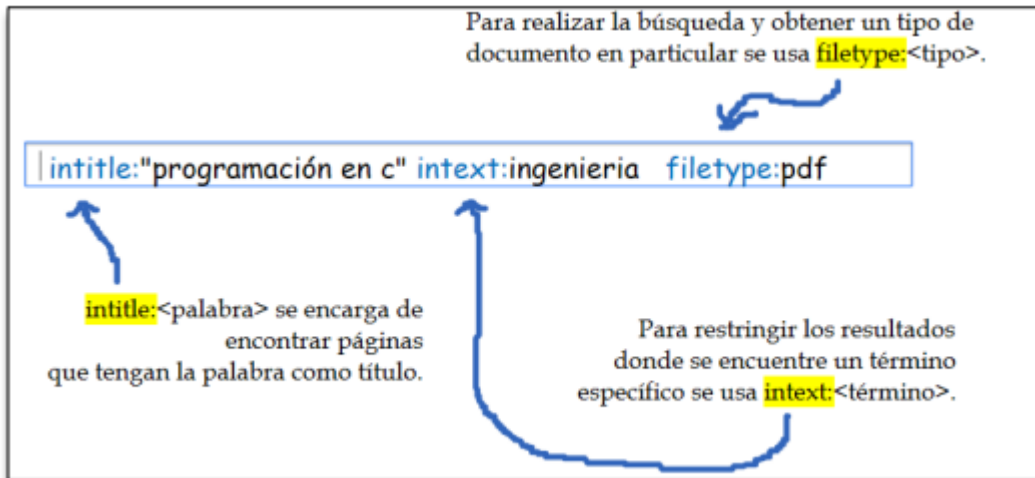 Para realizar la búsqueda y obtener un tipo de
documento en particular se usa filetype:<tipo>.
intitle:"programación en c" intext:ingenieria filetype:pdf
intitle:<palabra> se encarga de
encontrar páginas
que tengan la palabra como título.
Para restringir los resultados
donde se encuentre un término
específico se usa intext:<término>.